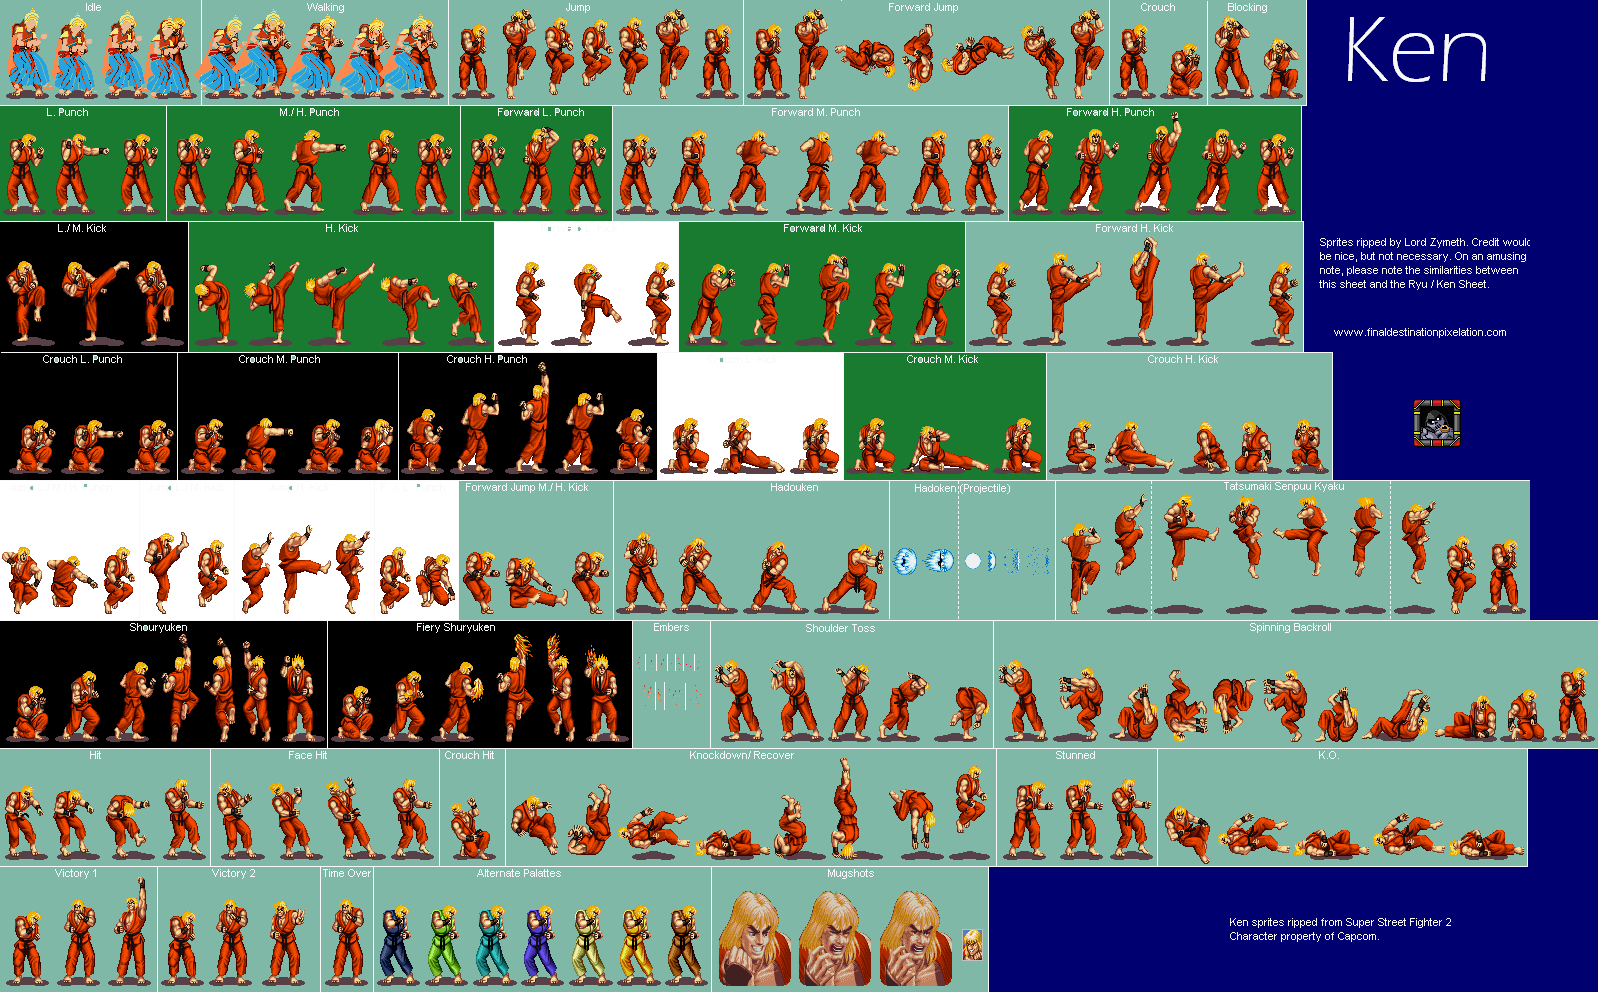 Idle
Walking
Jump
Forward Jump
Crouch
Blocking
Ken
L. Punch
M./ H. Punch
Forward L. Punch
Forward M. Punch
Forward H. Punch
L./ M. Kick
H. Kick
Forward M. Kick
Forward H. Kick
Sprites ripped by Lord Zymeth. Credit would
be nice, but not necessary. On an amusing
note, please note the similarities between
this sheet and the Ryu / Ken Sheet.
www.finaldestinationpixelation.com
Crouch L. Punch
Crouch M. Punch
Crouch H. Punch
Crouch M. Kick
Crouch H. Kick
Forward Jump M./ H. Kick
Hadouken
Hadoken (Projectile)
Tatsumaki Senpuu Kyaku
Shouryuken
Fiery Shuryuken
Embers
Shoulder Toss
Spinning Backroll
Hit
Face Hit
Crouch Hit
Knockdown/ Recover
Stunned
K.O.
Victory 1
Victory 2
Time Over
Alternate Palattes
Mugshots
Ken sprites ripped from Super Street Fighter 2
Character property of Capcom.